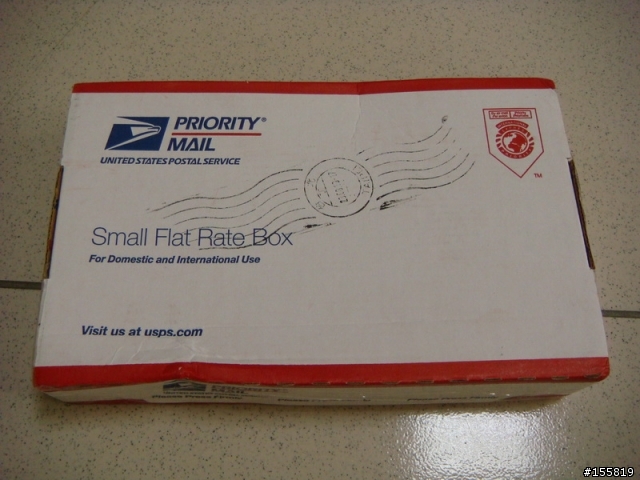 PRIORITY®
MAIL
UNITED STATES POSTAL SERVICE
TM
Small Flat Rate Box
For Domestic and International Use
Visit us at usps.com
#155819